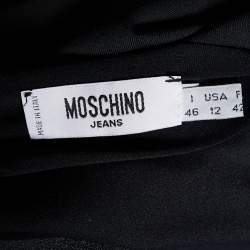 MADE IN ITALY
MOSCHINO
JEANS
I USA F
46 12 42